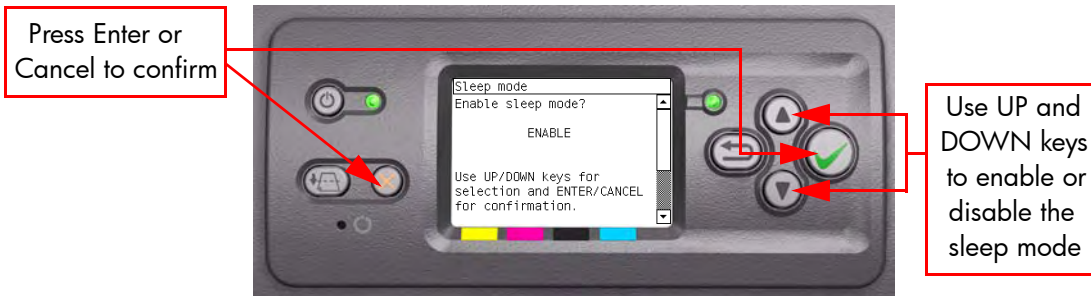 Press Enter or
Cancel to confirm
Sleep mode
Enable sleep mode?
ENABLE
Use UP/DOWN keys for
selection and ENTER/CANCEL
for confirmation.
Use UP and
DOWN keys
to enable or
disable the
sleep mode